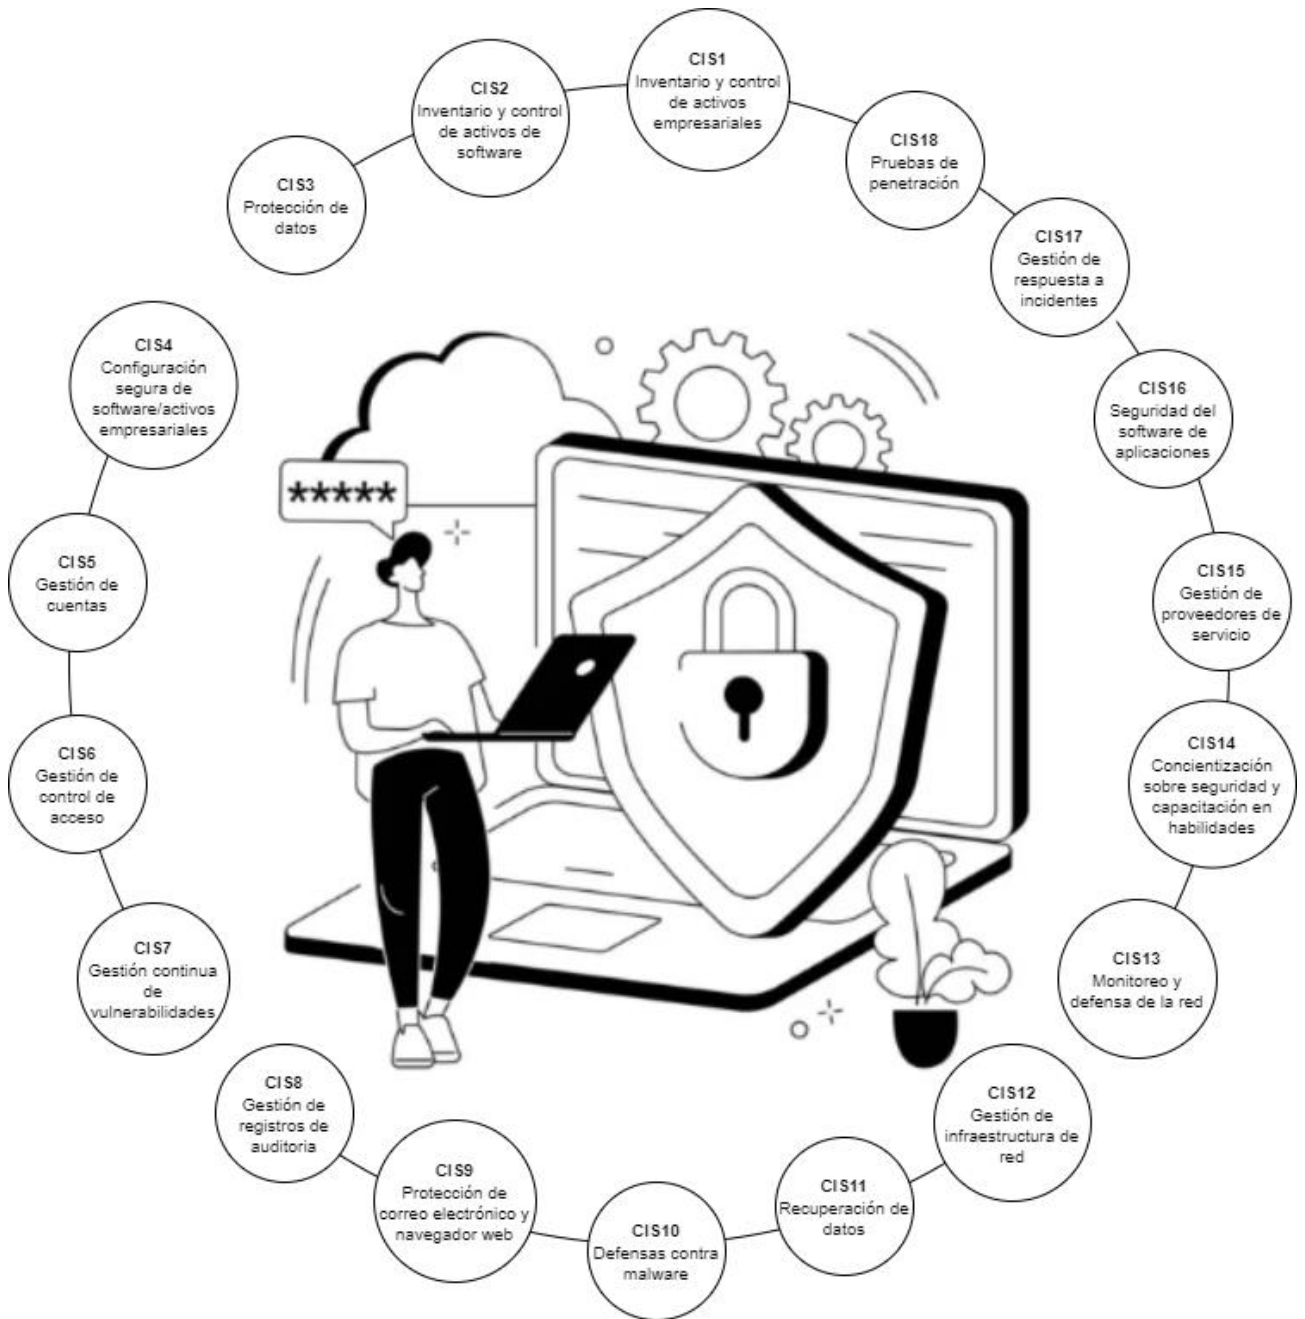 CIS1
Inventario y control
de activos
empresariales
CIS2
Inventario y control
de activos de
software
CIS3
Protección de
datos
CIS4
Configuración
segura de
software/activos
empresariales
CIS5
Gestión de
cuentas
CIS6
Gestión de
control de
acceso
CIS7
Gestión continua
de
vulnerabilidades
CIS8
Gestión de
registros de
auditoria
CIS9
Protección de
correo electrónico y
navegador web
CIS10
Defensas contra
malware
CIS11
Recuperación de
datos
CIS12
Gestión de
infraestructura de
red
CIS13
Monitoreo y
defensa de la red
CIS14
Concientización
sobre seguridad y
capacitación en
habilidades
CIS15
Gestión de
proveedores de
servicio
CIS16
Seguridad del
software de
aplicaciones
CIS17
Gestión de
respuesta a
incidentes
CIS18
Pruebas de
penetración
*****